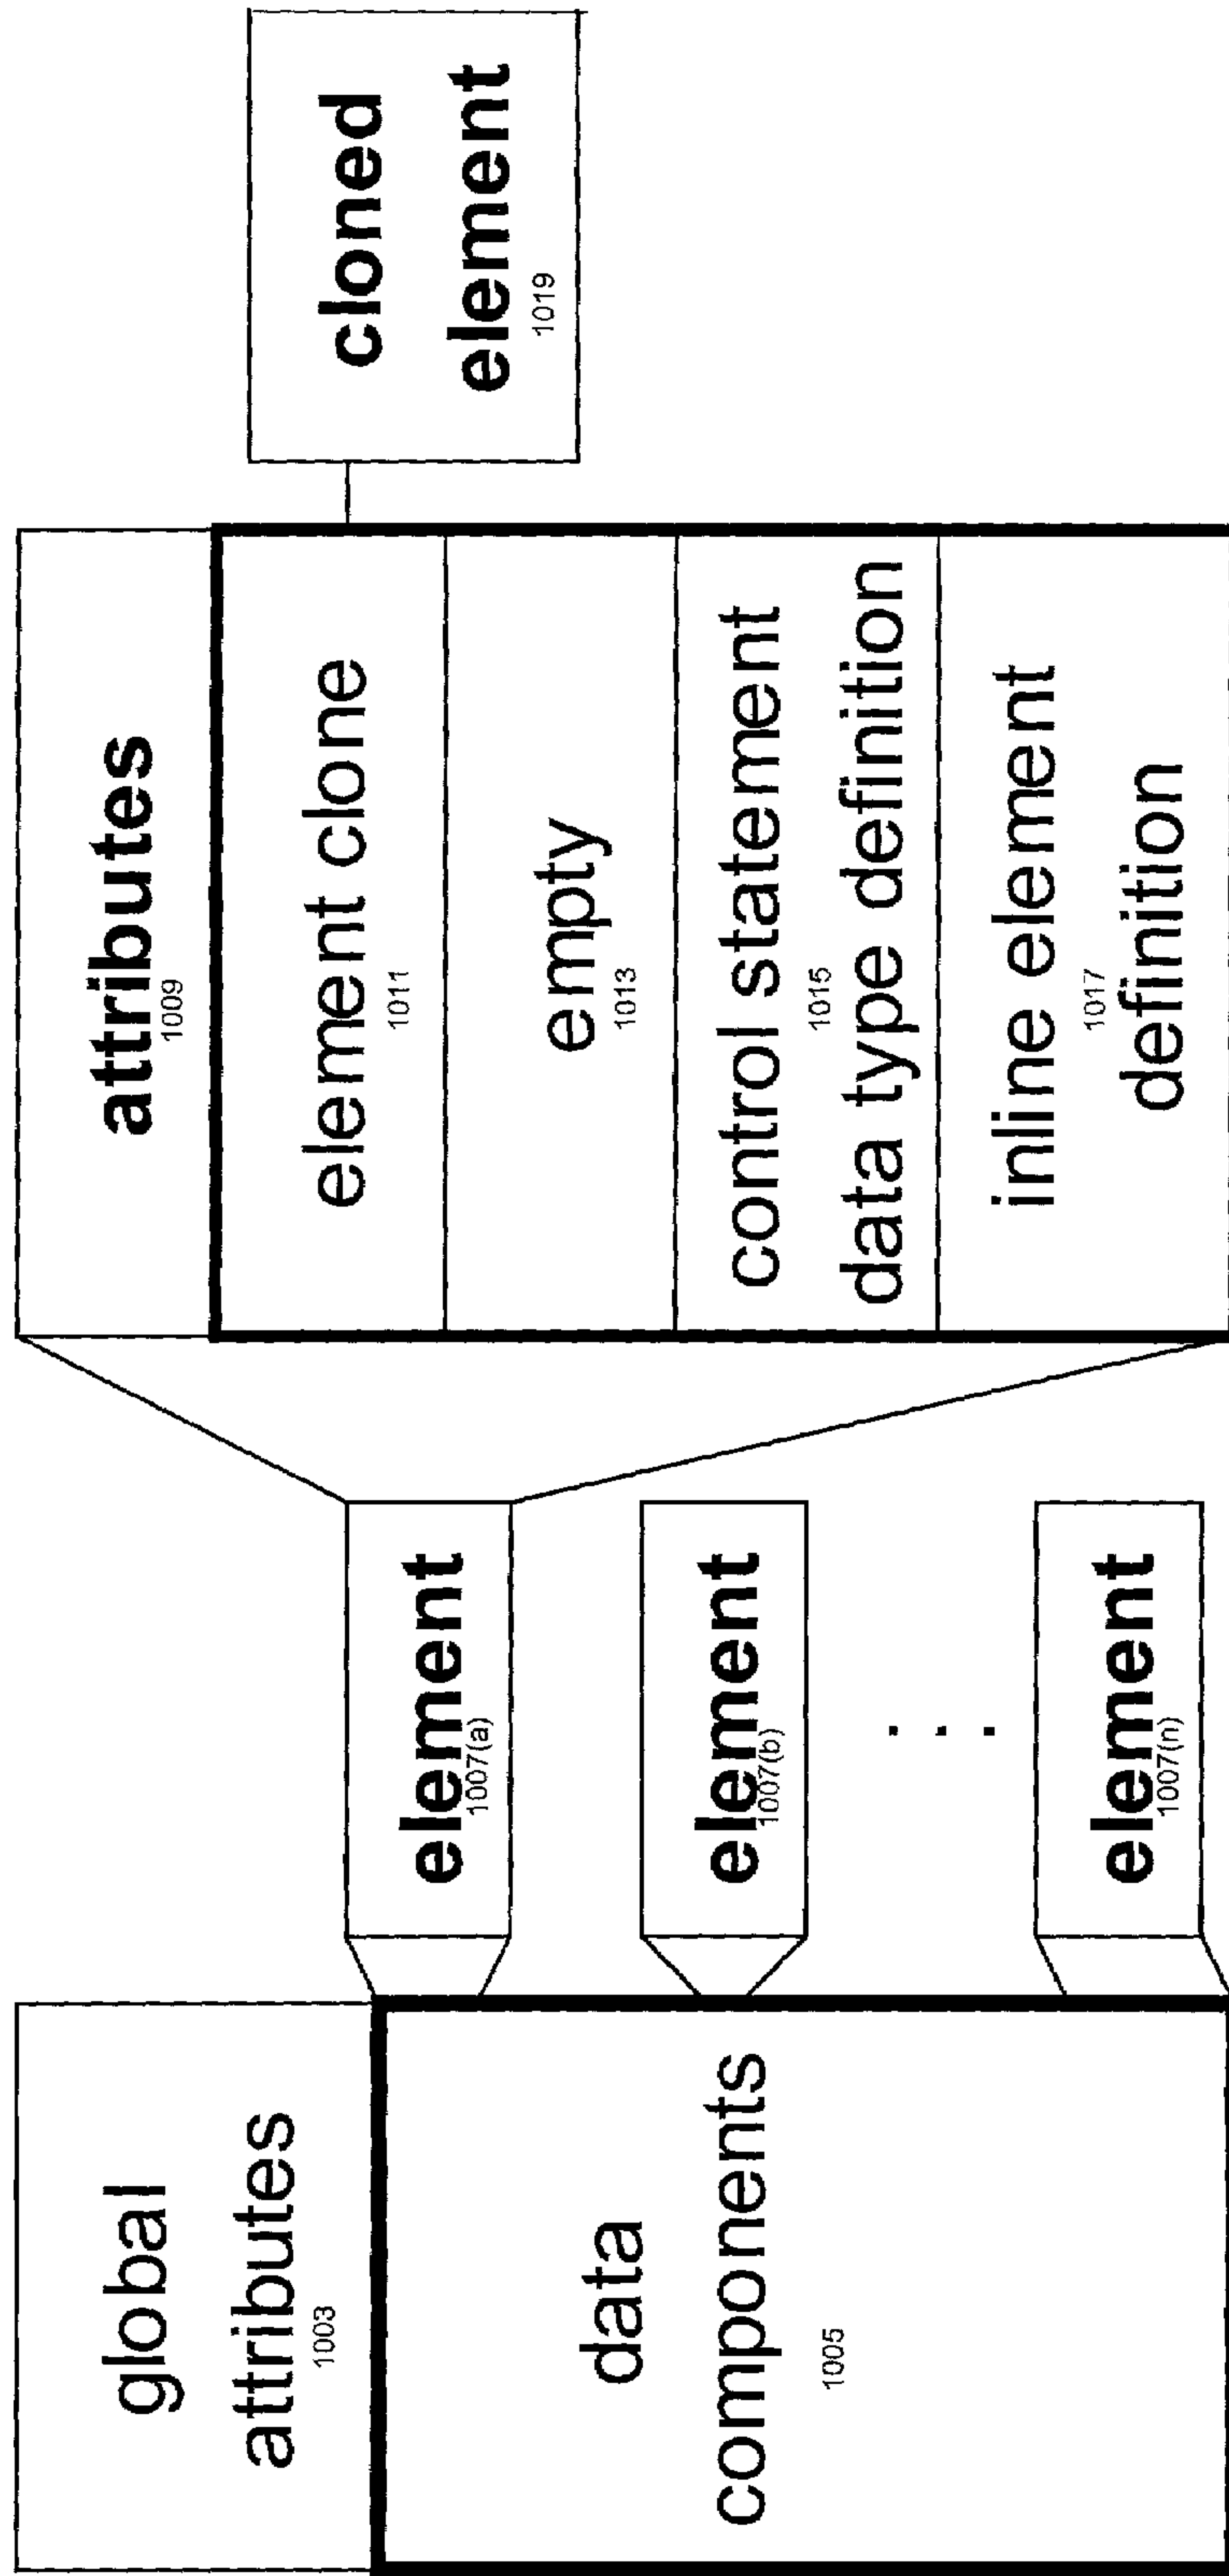 global
attributes
1003
data
components
1005
element
1007(a)
element
1007(b)
element
1007(n)
attributes
1009
element clone
1011
empty
1013
control statement
1015
data type definition
inline element
1017
definition
cloned
element
1019